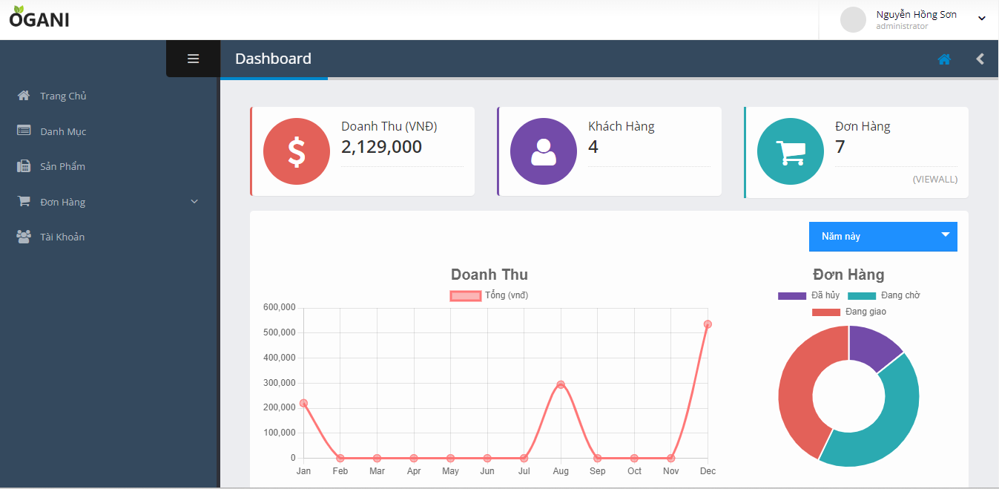 OGANI
Nguyễn Hồng Sơn
administrator
Dashboard
Trang Chủ
Danh Mục
Sản Phẩm
Đơn Hàng
Tài Khoản
Doanh Thu (VNĐ)
2,129,000
Khách Hàng
4
Đơn Hàng
7
(VIEWALL)
Năm này
Doanh Thu
Tổng (vnđ)
600,000
500,000
400,000
300,000
200,000
100,000
0
Jan Feb Mar Apr May Jun Jul Aug Sep Oct Nov Dec
Đơn Hàng
Đã hủy Đang chờ
Đang giao